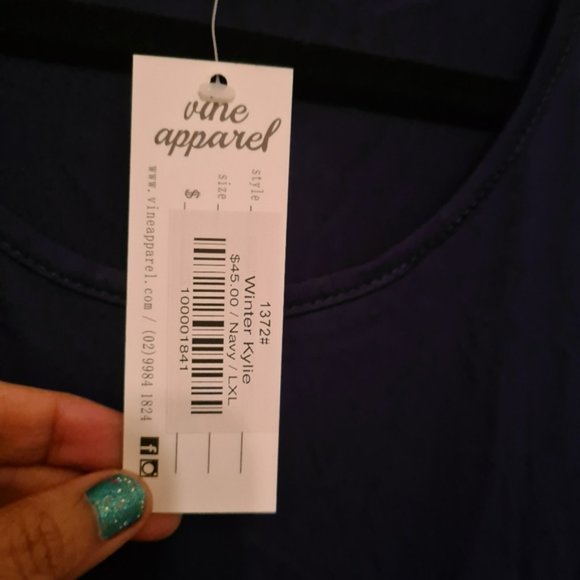 vine
apparel
style
size
$
1372#
Winter Kylie
$45.00 / Navy / LXL
100001841
www.vineapparel.com / (02)9984 1824